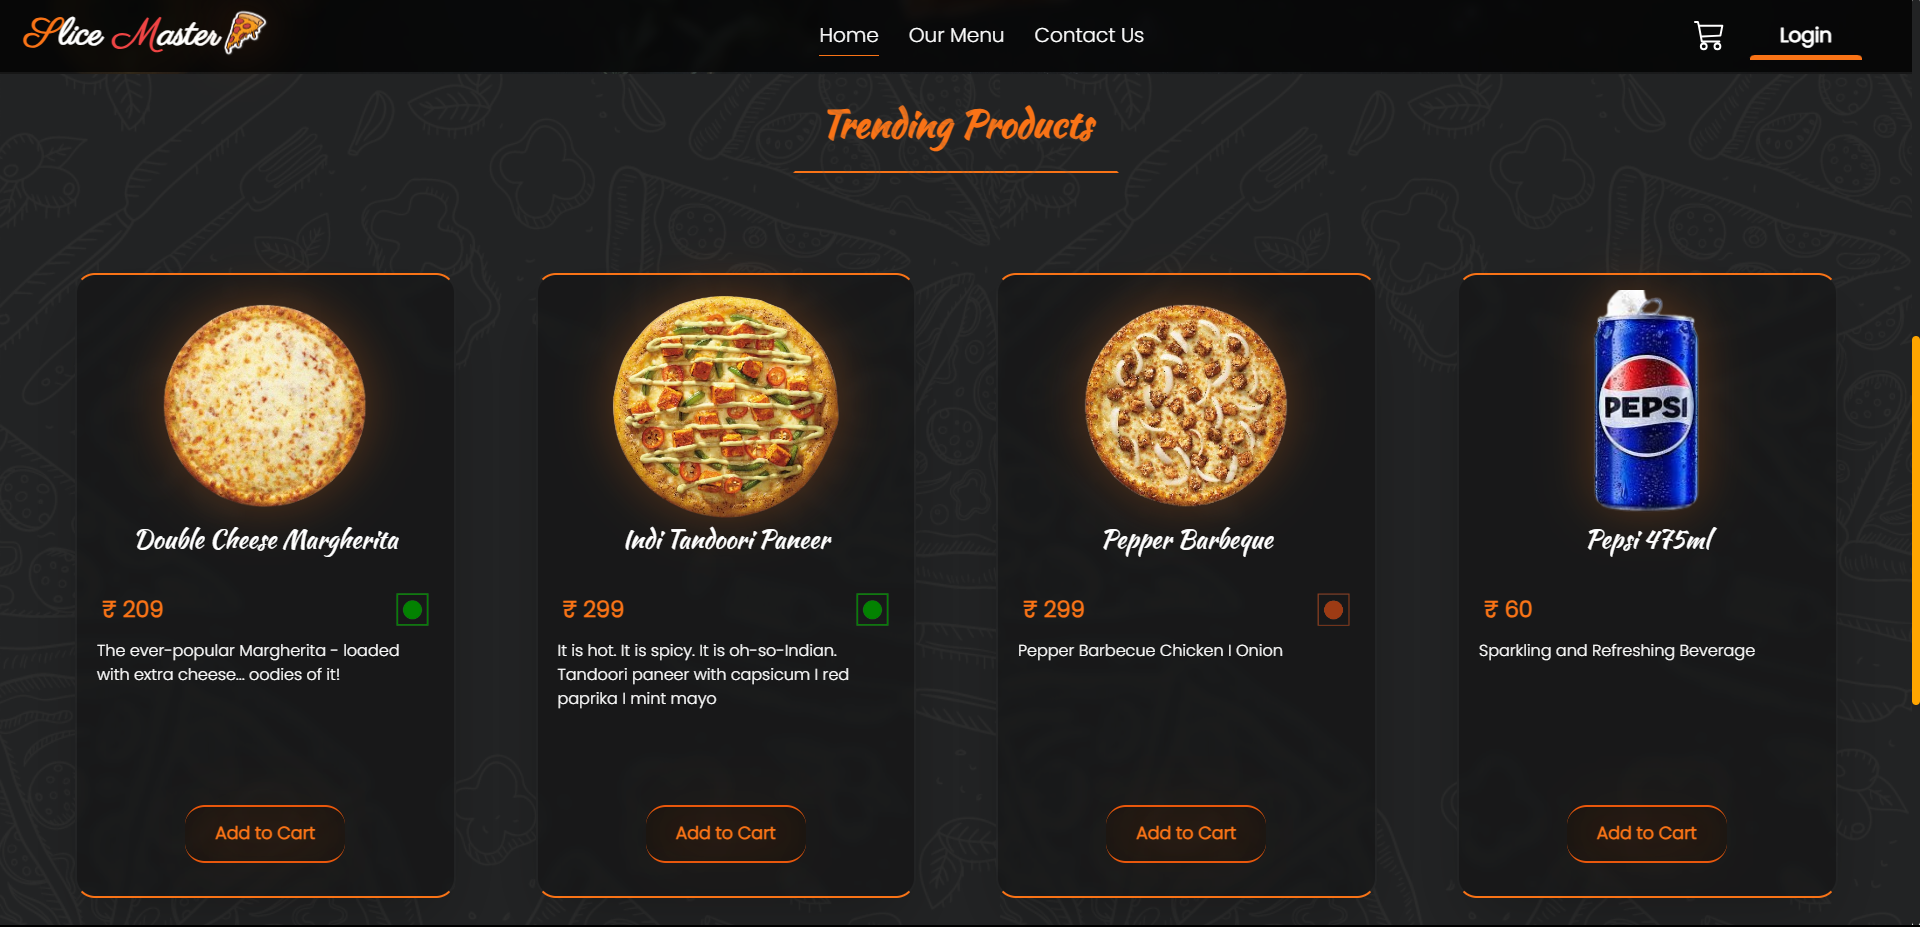 Slice Master
Home
Our Menu
Contact Us
Login
Trending Products
PEPSI
Double Cheese Margherita
Indi Tandoori Paneer
Pepper Barbeque
Pepsi 475ml
₹ 209
The ever-popular Margherita - loaded
with extra cheese... oodies of it!
₹ 299
It is hot. It is spicy. It is oh-so-Indian.
Tandoori paneer with capsicum I red
paprika I mint mayo
₹ 299
Pepper Barbecue Chicken I Onion
₹ 60
Sparkling and Refreshing Beverage
Add to Cart
Add to Cart
Add to Cart
Add to Cart